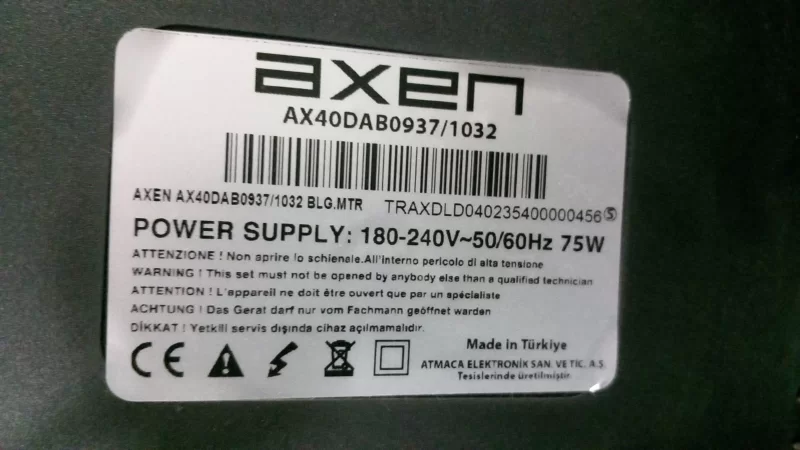 axen
AX40DAB0937/1032
AXEN AX40DAB0937/1032 BLG.MTR TRAXDLD040235400000456 Ⓢ
POWER SUPPLY: 180-240V~50/60Hz 75W
ATTENZIONE ! Non aprire lo schienale.All'interno pericolo di alta tensione
WARNING ! This set must not be opened by anybody else than a qualified technician
ATTENTION ! L'appareil ne doit être ouvert que par un spécialiste
ACHTUNG ! Das Gerat darf nur vom Fachmann geöffnet warden
DİKKAT ! Yetkili servis dışında cihaz açılmamalıdır.
CE
Made in Türkiye
ATMACA ELEKTRONİK SAN. VE TİC. A.Ş.
Tesislerinde üretilmiştir.